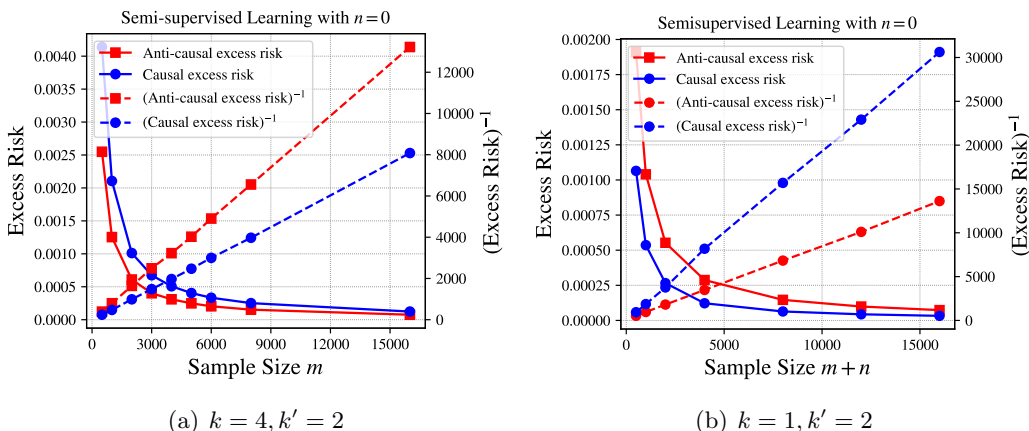 Semi-supervised Learning with n = 0
Anti-causal excess risk
Causal excess risk
(Anti-causal excess risk)⁻¹
(Causal excess risk)⁻¹
Excess Risk
0.0040
0.0035
0.0030
0.0025
0.0020
0.0015
0.0010
0.0005
0.0000
(Excess Risk)⁻¹
12000
10000
8000
6000
4000
2000
0
0 3000 6000 9000 12000 15000
Sample Size m
(a) k = 4, k′ = 2
Semisupervised Learning with n = 0
Anti-causal excess risk
Causal excess risk
(Anti-causal excess risk)⁻¹
(Causal excess risk)⁻¹
Excess Risk
0.00200
0.00175
0.00150
0.00125
0.00100
0.00075
0.00050
0.00025
0.00000
(Excess Risk)⁻¹
30000
25000
20000
15000
10000
5000
0
0 5000 10000 15000
Sample Size m + n
(b) k = 1, k′ = 2